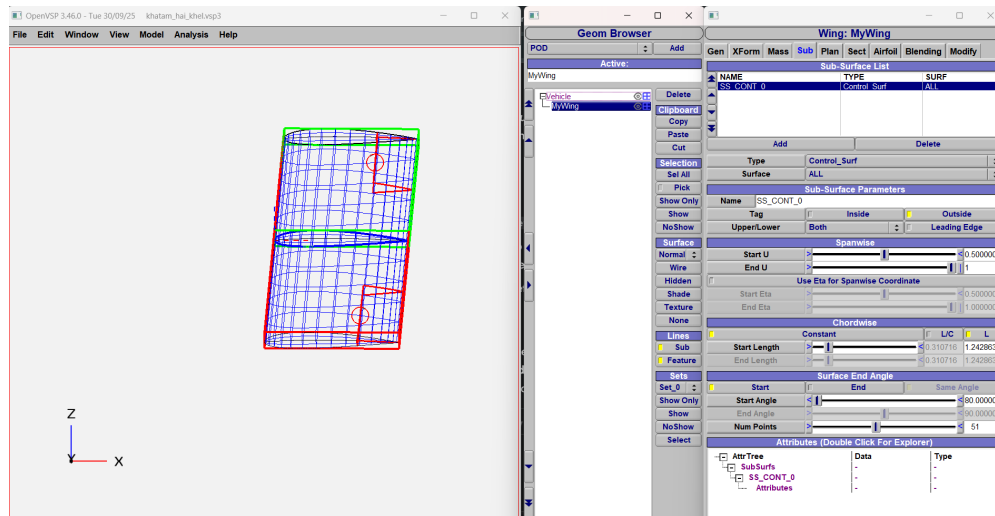 OpenVSP 3.46.0 - Tue 30/09/25 khatam_hai_khel.vsp3
File Edit Window View Model Analysis Help
Z
Y X
Geom Browser
POD Add
Active:
MyWing
Vehicle
MyWing
Delete
Clipboard
Copy
Paste
Cut
Selection
Sel All
Pick
Show Only
Show
NoShow
Surface
Normal
Wire
Hidden
Shade
Texture
None
Lines
Sub
Feature
Sets
Set_0
Show Only
Show
NoShow
Select
Wing: MyWing
Gen XForm Mass Sub Plan Sect Airfoil Blending Modify
Sub-Surface List
NAME TYPE SURF
SS_CONT_0 Control_Surf ALL
Add Delete
Type Control_Surf
Surface ALL
Sub-Surface Parameters
Name SS_CONT_0
Tag Inside Outside
Upper/Lower Both Leading Edge
Spanwise
Start U > < 0.500000
End U > 1
Use Eta for Spanwise Coordinate
Start Eta > < 0.500000
End Eta > 1.000000
Chordwise
Constant L/C L
Start Length > < 0.310716 1.242863
End Length > < 0.310716 1.242863
Surface End Angle
Start End Same Angle
Start Angle < < 80.00000
End Angle > < 90.00000
Num Points > < 51
Attributes (Double Click For Explorer)
AttrTree Data Type
SubSurfs - -
SS_CONT_0 - -
Attributes - -